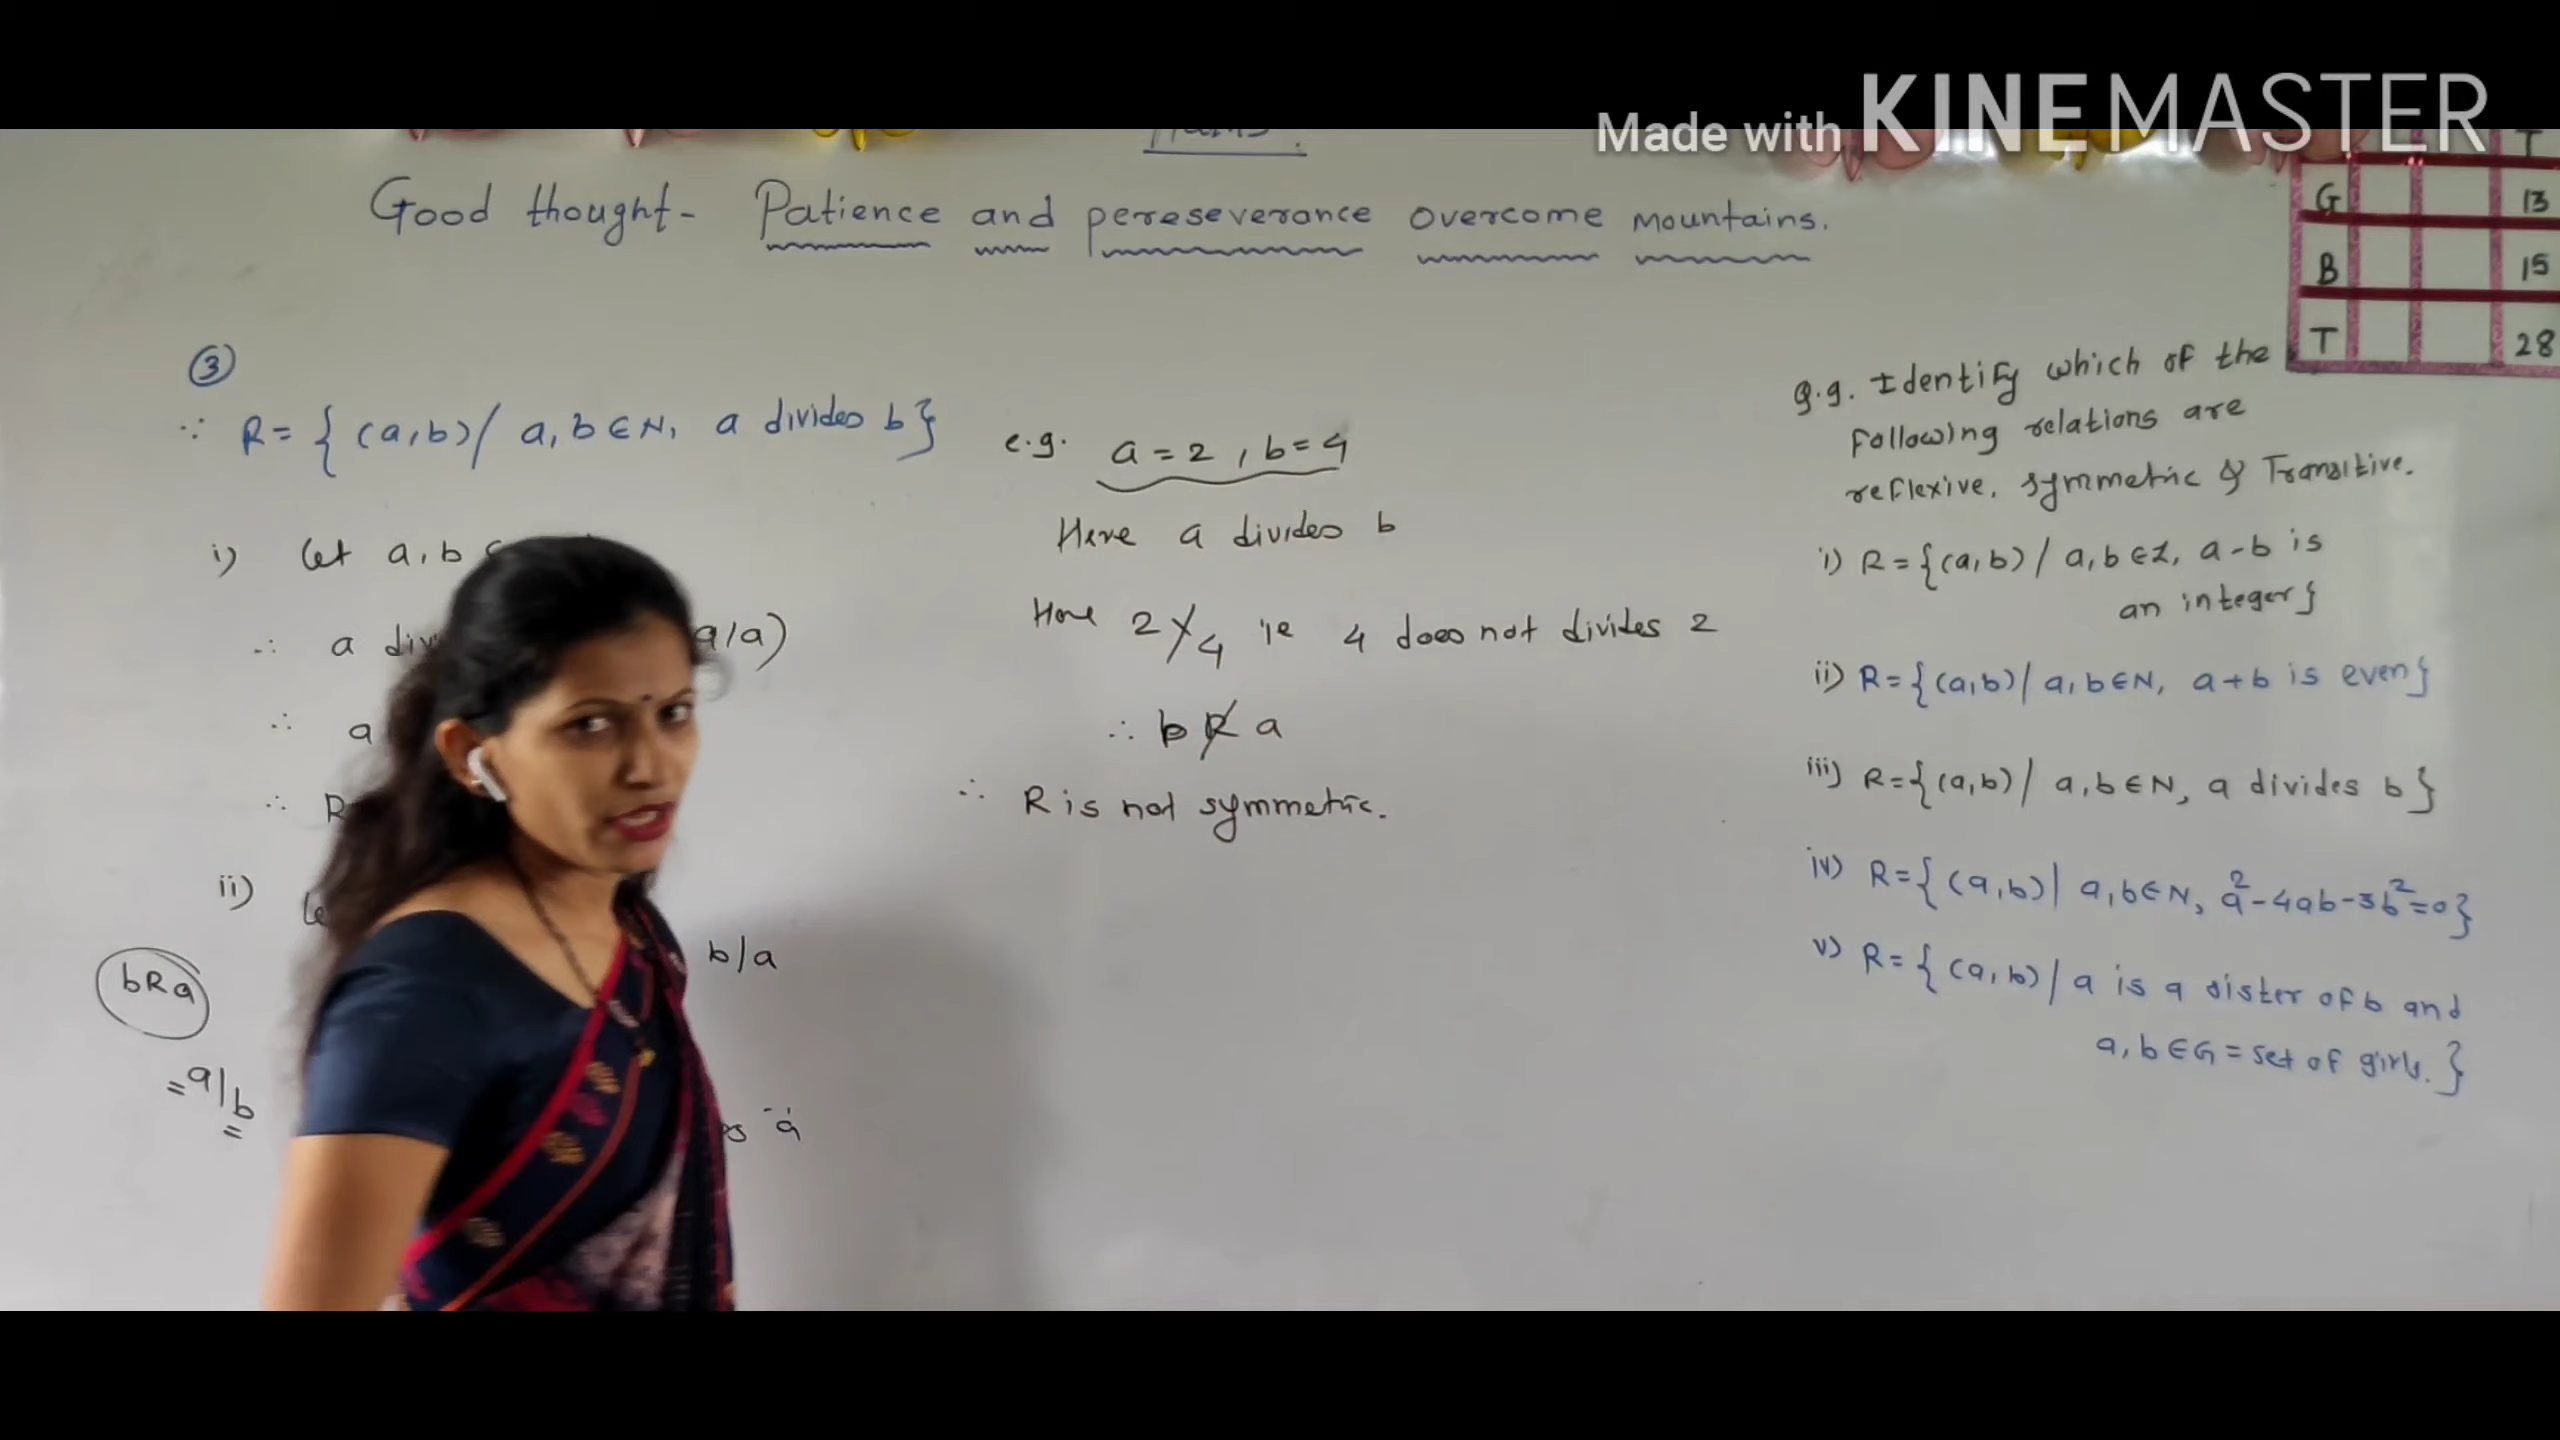 Made with KINEMASTER
Good thought- Patience and pereseverance overcome mountains.
T
G 13
B 15
T 28
③
∵ R = { (a,b) / a, b ∈ N, a divides b }
i) let a, b
∴ a a/a)
∴ a
∴ R
ii)
b/a
bRa
= a/b
a
e.g. a = 2 , b = 4
Here a divides b
2 4 ie 4 does not divides 2
∴ b R̸ a
∴ R is not symmetric.
Identify which of the
following relations are
reflexive, symmetric & Transitive.
i) R = {(a,b) / a, b ∈ Z, a - b is
an integer}
ii) R = {(a,b) / a, b ∈ N, a + b is even}
iii) R = {(a,b) / a, b ∈ N, a divides b }
iv) R = { (a,b) | a, b ∈ N, a² - 4ab - 3b² = 0}
v) R = { (a, b) / a is a sister of b and
a, b ∈ G = set of girls. }